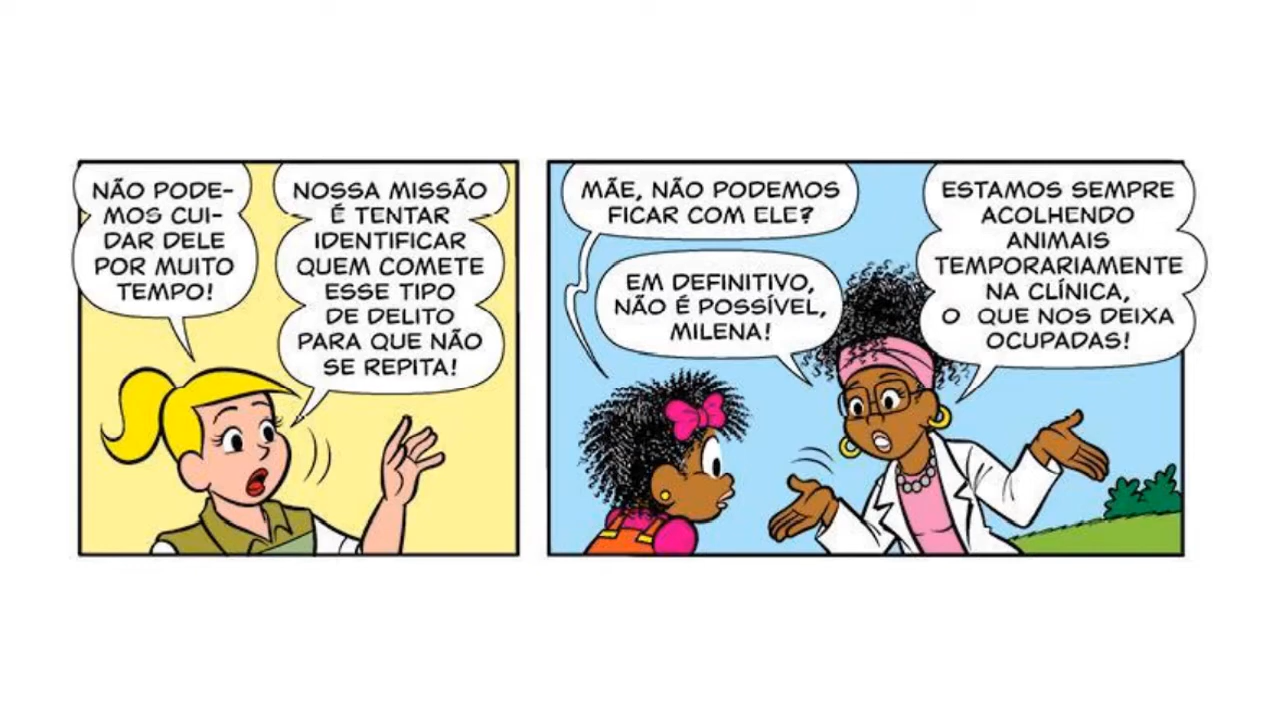 NÃO PODE-
MOS CUI-
DAR DELE
POR MUITO
TEMPO!
NOSSA MISSÃO
É TENTAR
IDENTIFICAR
QUEM COMETE
ESSE TIPO
DE DELITO
PARA QUE NÃO
SE REPITA!
MÃE, NÃO PODEMOS
FICAR COM ELE?
EM DEFINITIVO,
NÃO É POSSÍVEL,
MILENA!
ESTAMOS SEMPRE
ACOLHENDO
ANIMAIS
TEMPORARIAMENTE
NA CLÍNICA,
O QUE NOS DEIXA
OCUPADAS!